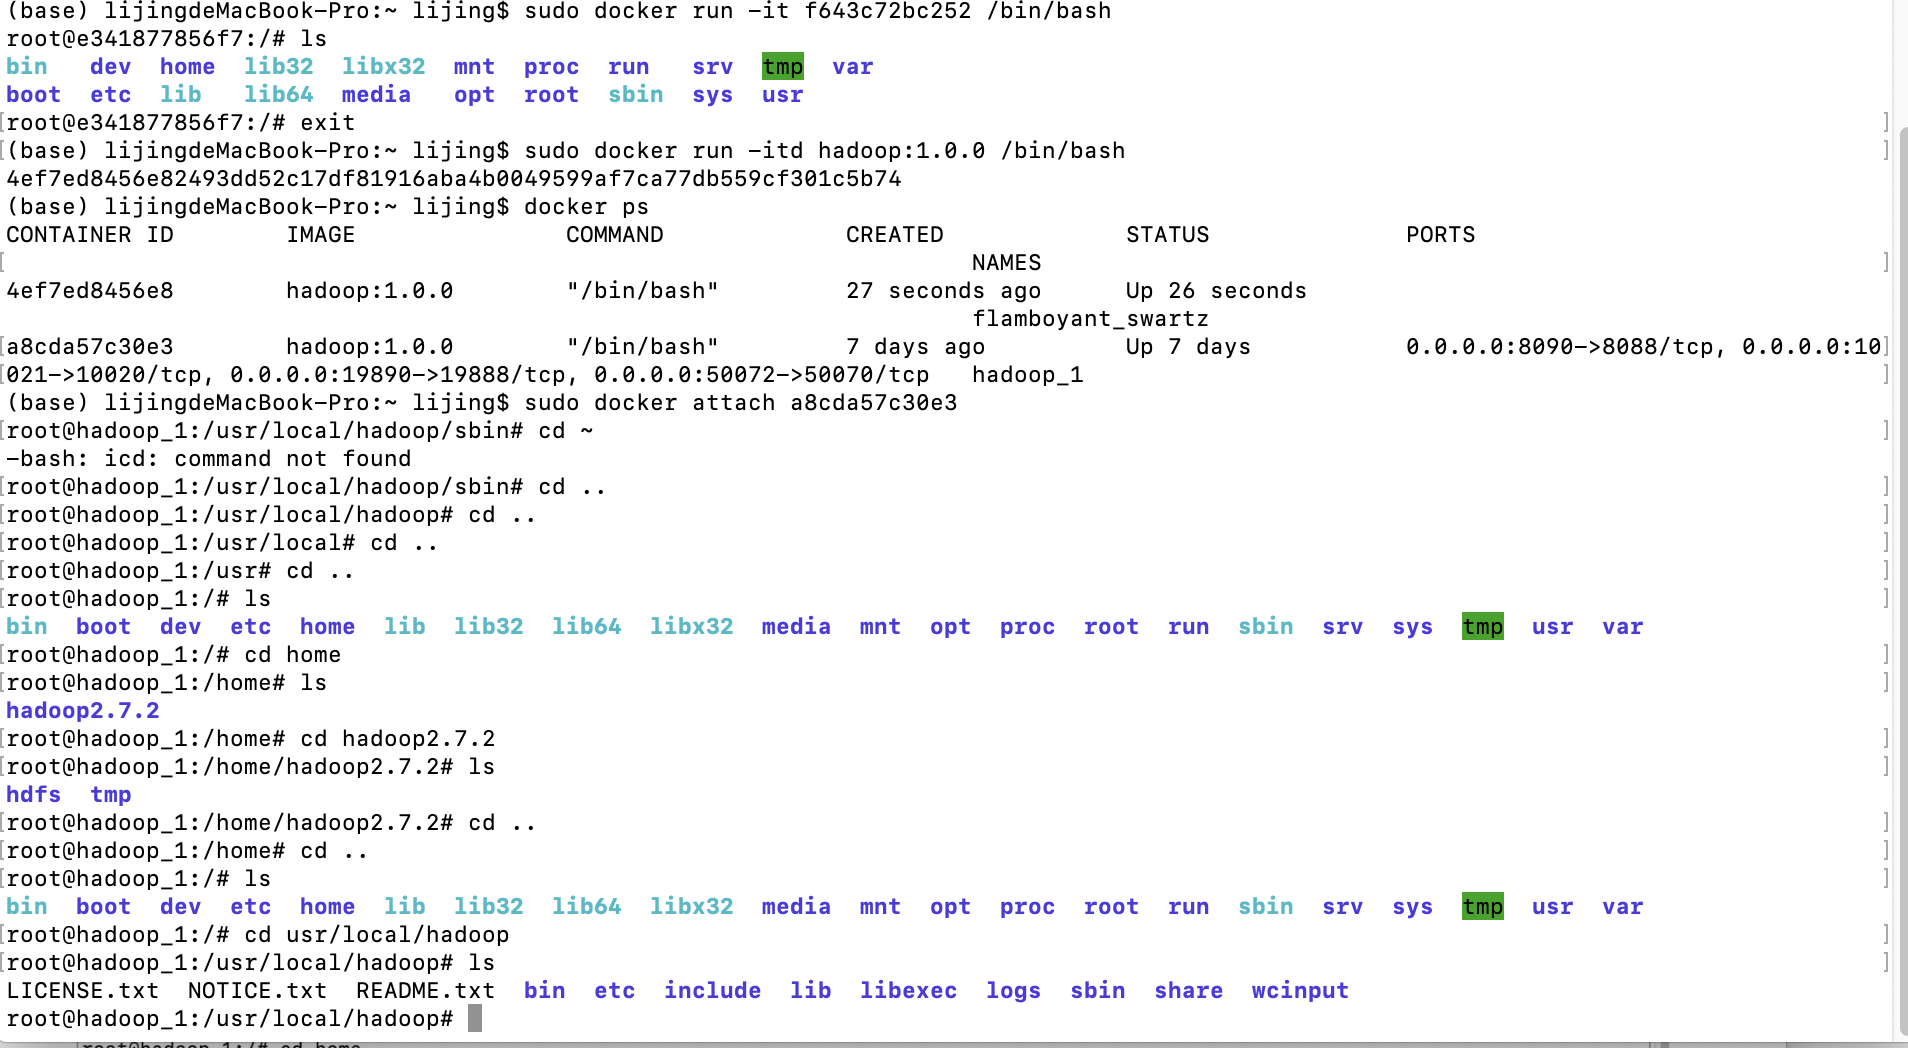 (base) lijingdeMacBook-Pro:~ lijing$ sudo docker run -it f643c72bc252 /bin/bash
root@e341877856f7:/# ls
bin   dev  home  lib32  libx32  mnt  proc  run   srv  tmp  var
boot  etc  lib   lib64  media   opt  root  sbin  sys  usr
[root@e341877856f7:/# exit ]
[(base) lijingdeMacBook-Pro:~ lijing$ sudo docker run -itd hadoop:1.0.0 /bin/bash ]
4ef7ed8456e82493dd52c17df81916aba4b0049599af7ca77db559cf301c5b74
(base) lijingdeMacBook-Pro:~ lijing$ docker ps
CONTAINER ID        IMAGE               COMMAND             CREATED             STATUS              PORTS
[ NAMES ]
4ef7ed8456e8        hadoop:1.0.0        "/bin/bash"         27 seconds ago      Up 26 seconds
flamboyant_swartz
[a8cda57c30e3        hadoop:1.0.0        "/bin/bash"         7 days ago          Up 7 days           0.0.0.0:8090->8088/tcp, 0.0.0.0:10]
[021->10020/tcp, 0.0.0.0:19890->19888/tcp, 0.0.0.0:50072->50070/tcp   hadoop_1 ]
(base) lijingdeMacBook-Pro:~ lijing$ sudo docker attach a8cda57c30e3
[root@hadoop_1:/usr/local/hadoop/sbin# cd ~ ]
-bash: icd: command not found
[root@hadoop_1:/usr/local/hadoop/sbin# cd .. ]
[root@hadoop_1:/usr/local/hadoop# cd .. ]
[root@hadoop_1:/usr/local# cd .. ]
[root@hadoop_1:/usr# cd .. ]
[root@hadoop_1:/# ls ]
bin  boot  dev  etc  home  lib  lib32  lib64  libx32  media  mnt  opt  proc  root  run  sbin  srv  sys  tmp  usr  var
[root@hadoop_1:/# cd home ]
[root@hadoop_1:/home# ls ]
hadoop2.7.2
[root@hadoop_1:/home# cd hadoop2.7.2 ]
[root@hadoop_1:/home/hadoop2.7.2# ls ]
hdfs  tmp
[root@hadoop_1:/home/hadoop2.7.2# cd .. ]
[root@hadoop_1:/home# cd .. ]
[root@hadoop_1:/# ls ]
bin  boot  dev  etc  home  lib  lib32  lib64  libx32  media  mnt  opt  proc  root  run  sbin  srv  sys  tmp  usr  var
[root@hadoop_1:/# cd usr/local/hadoop ]
[root@hadoop_1:/usr/local/hadoop# ls ]
LICENSE.txt  NOTICE.txt  README.txt  bin  etc  include  lib  libexec  logs  sbin  share  wcinput
root@hadoop_1:/usr/local/hadoop#
root@hadoop_1:/# cd home